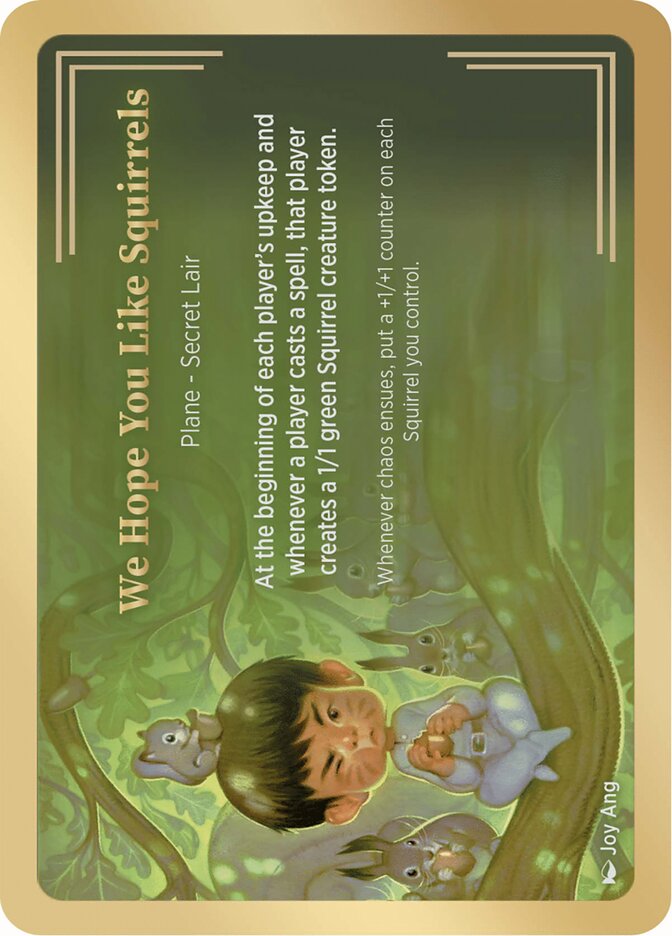 We Hope You Like Squirrels
Plane - Secret Lair
At the beginning of each player's upkeep and
whenever a player casts a spell, that player
creates a 1/1 green Squirrel creature token.
Whenever chaos ensues, put a +1/+1 counter on each
Squirrel you control.
Joy Ang